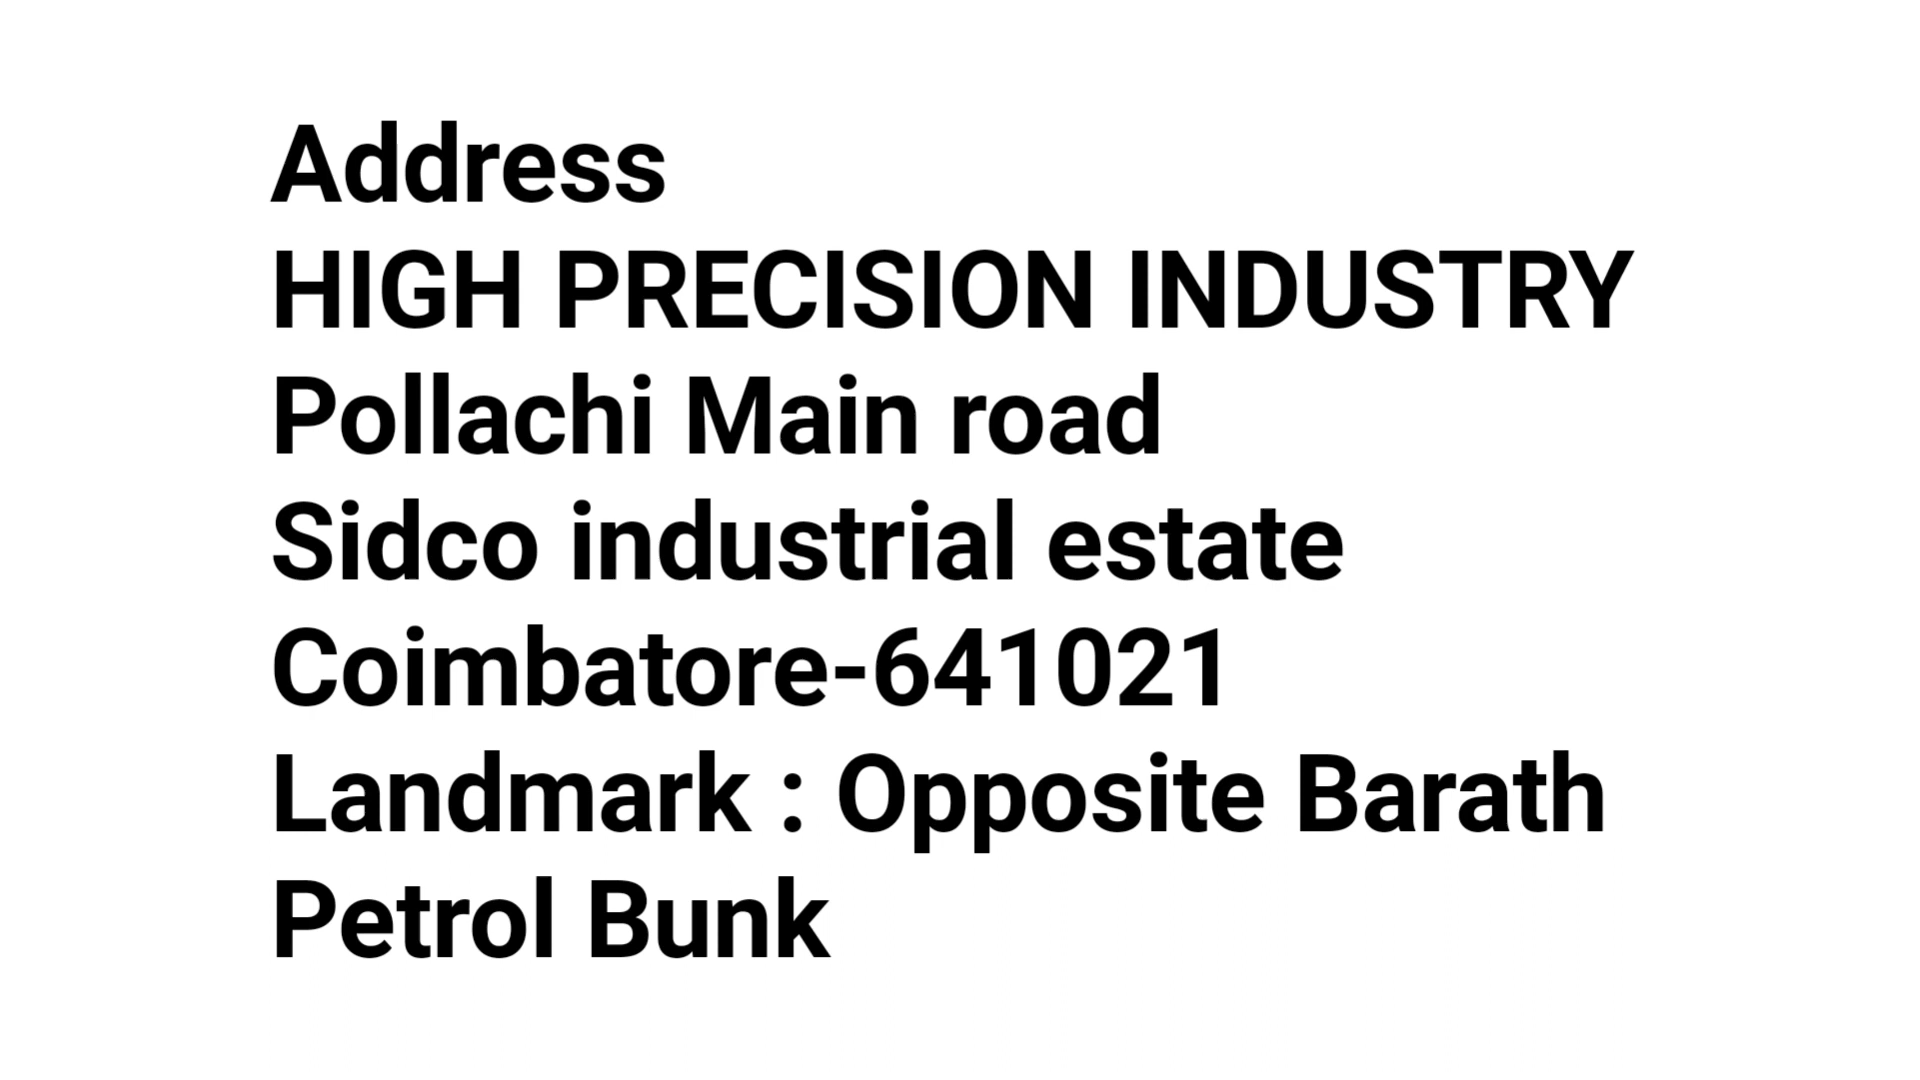 Address
HIGH PRECISION INDUSTRY
Pollachi Main road
Sidco industrial estate
Coimbatore-641021
Landmark : Opposite Barath
Petrol Bunk